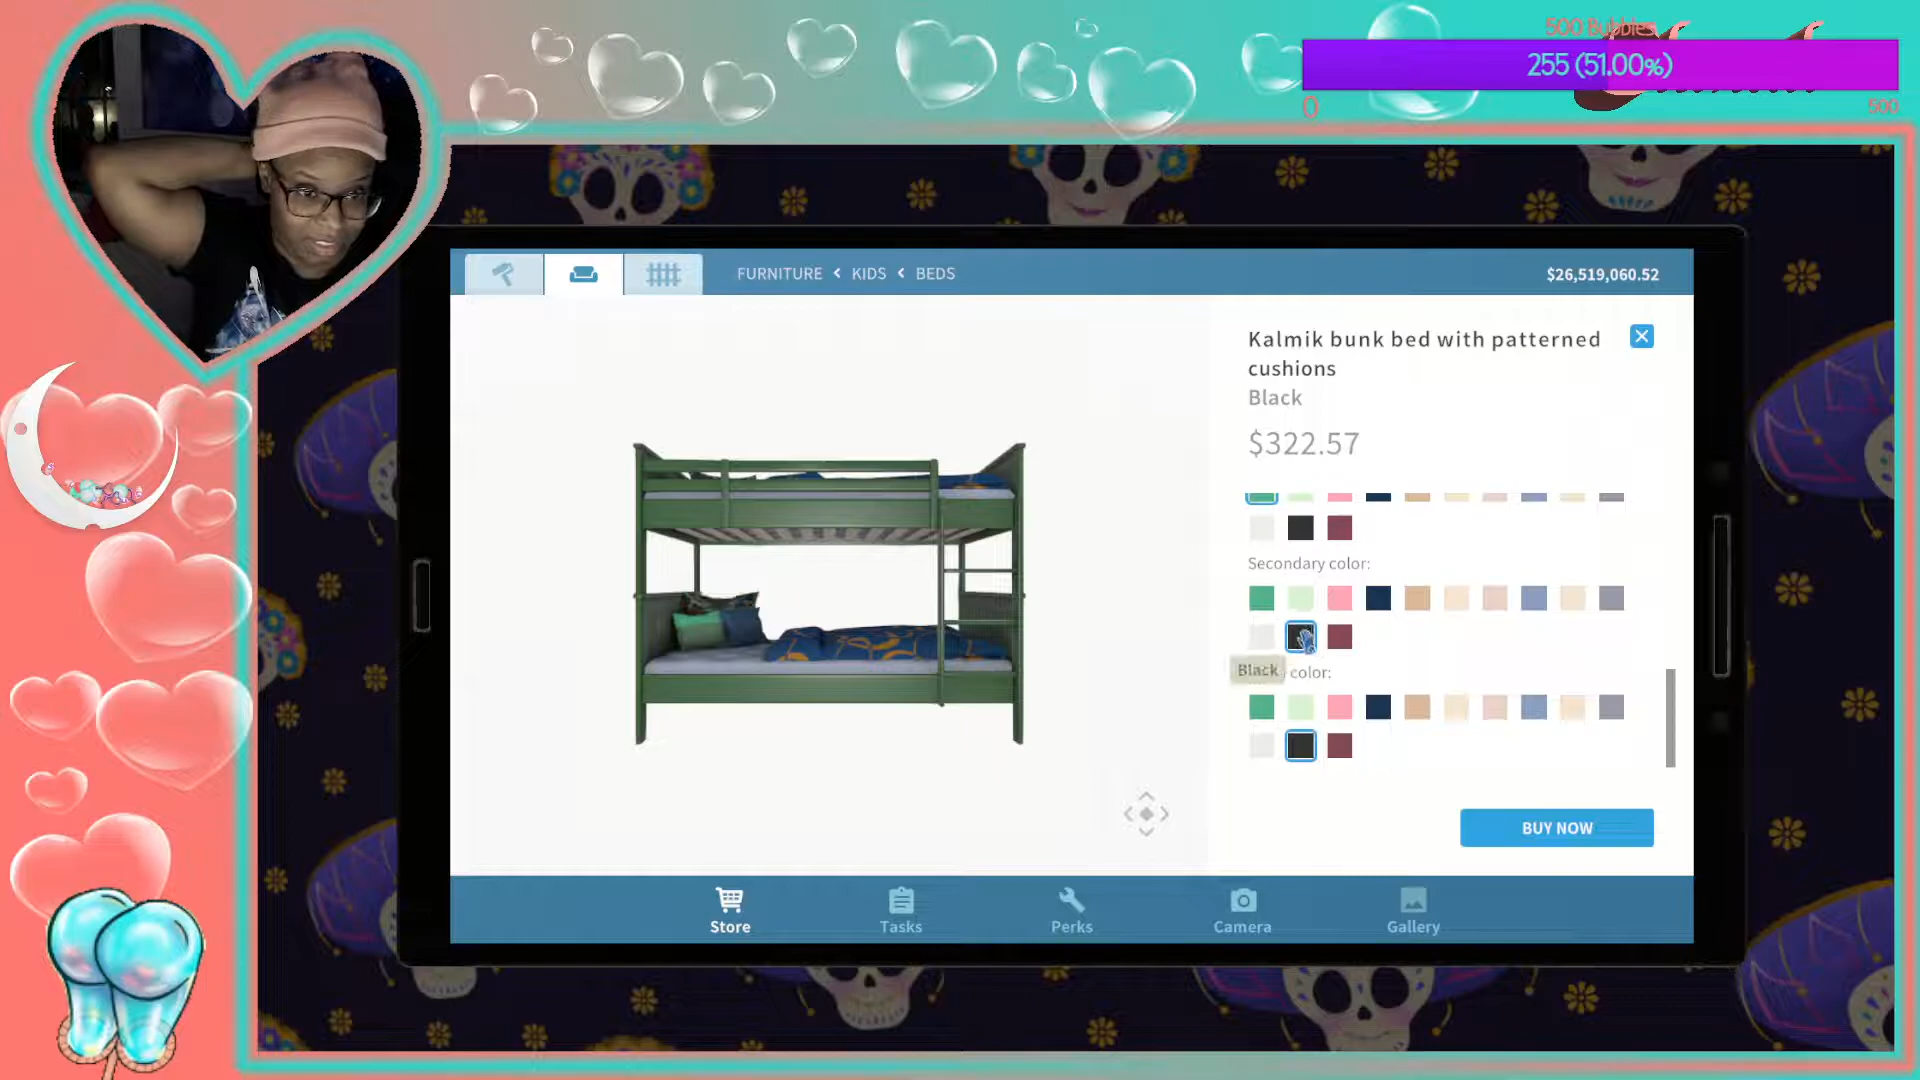 500 Bubbles
255 (51.00%)
0
500
FURNITURE < KIDS < BEDS
$26,519,060.52
Kalmik bunk bed with patterned
cushions
Black
$322.57
Secondary color:
Black
color:
BUY NOW
Store
Tasks
Perks
Camera
Gallery